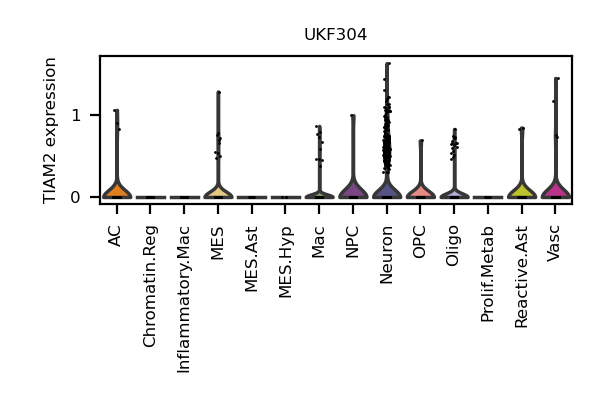 UKF304
TIAM2 expression
1
0
AC
Chromatin.Reg
Inflammatory.Mac
MES
MES.Ast
MES.Hyp
Mac
NPC
Neuron
OPC
Oligo
Prolif.Metab
Reactive.Ast
Vasc